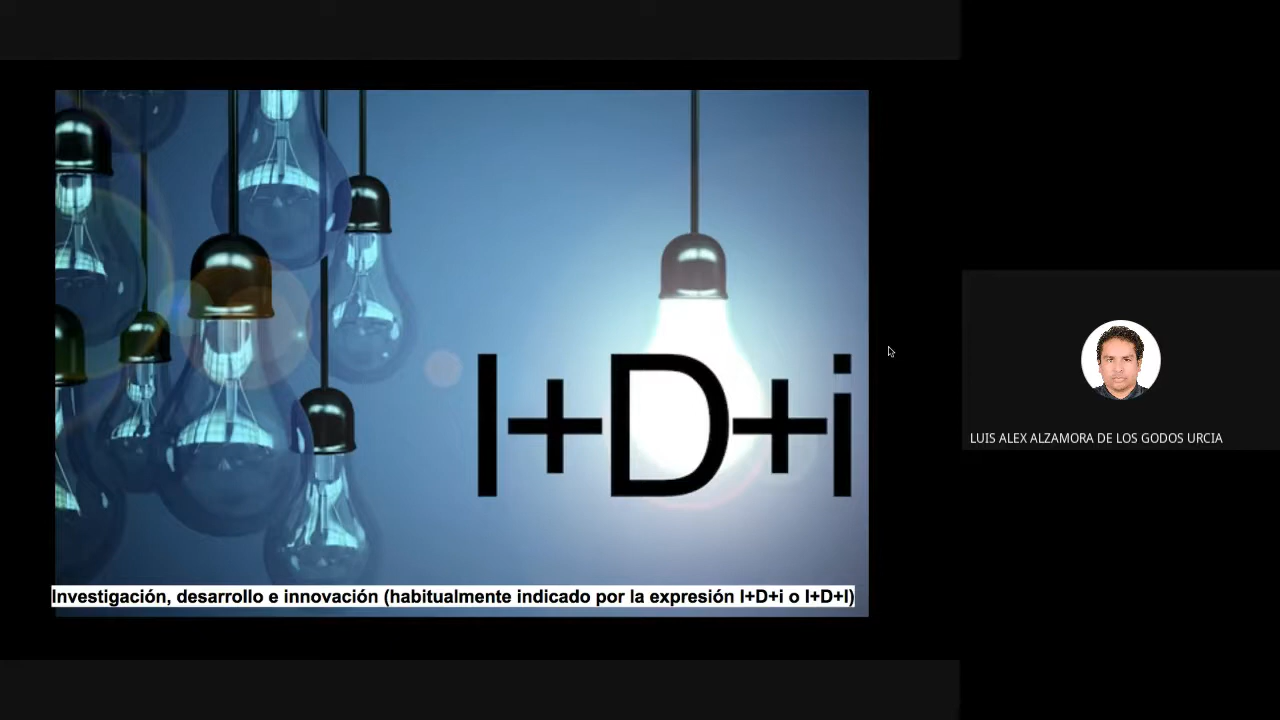 I+D+i
Investigación, desarrollo e innovación (habitualmente indicado por la expresión I+D+i o I+D+I)
LUIS ALEX ALZAMORA DE LOS GODOS URCIA